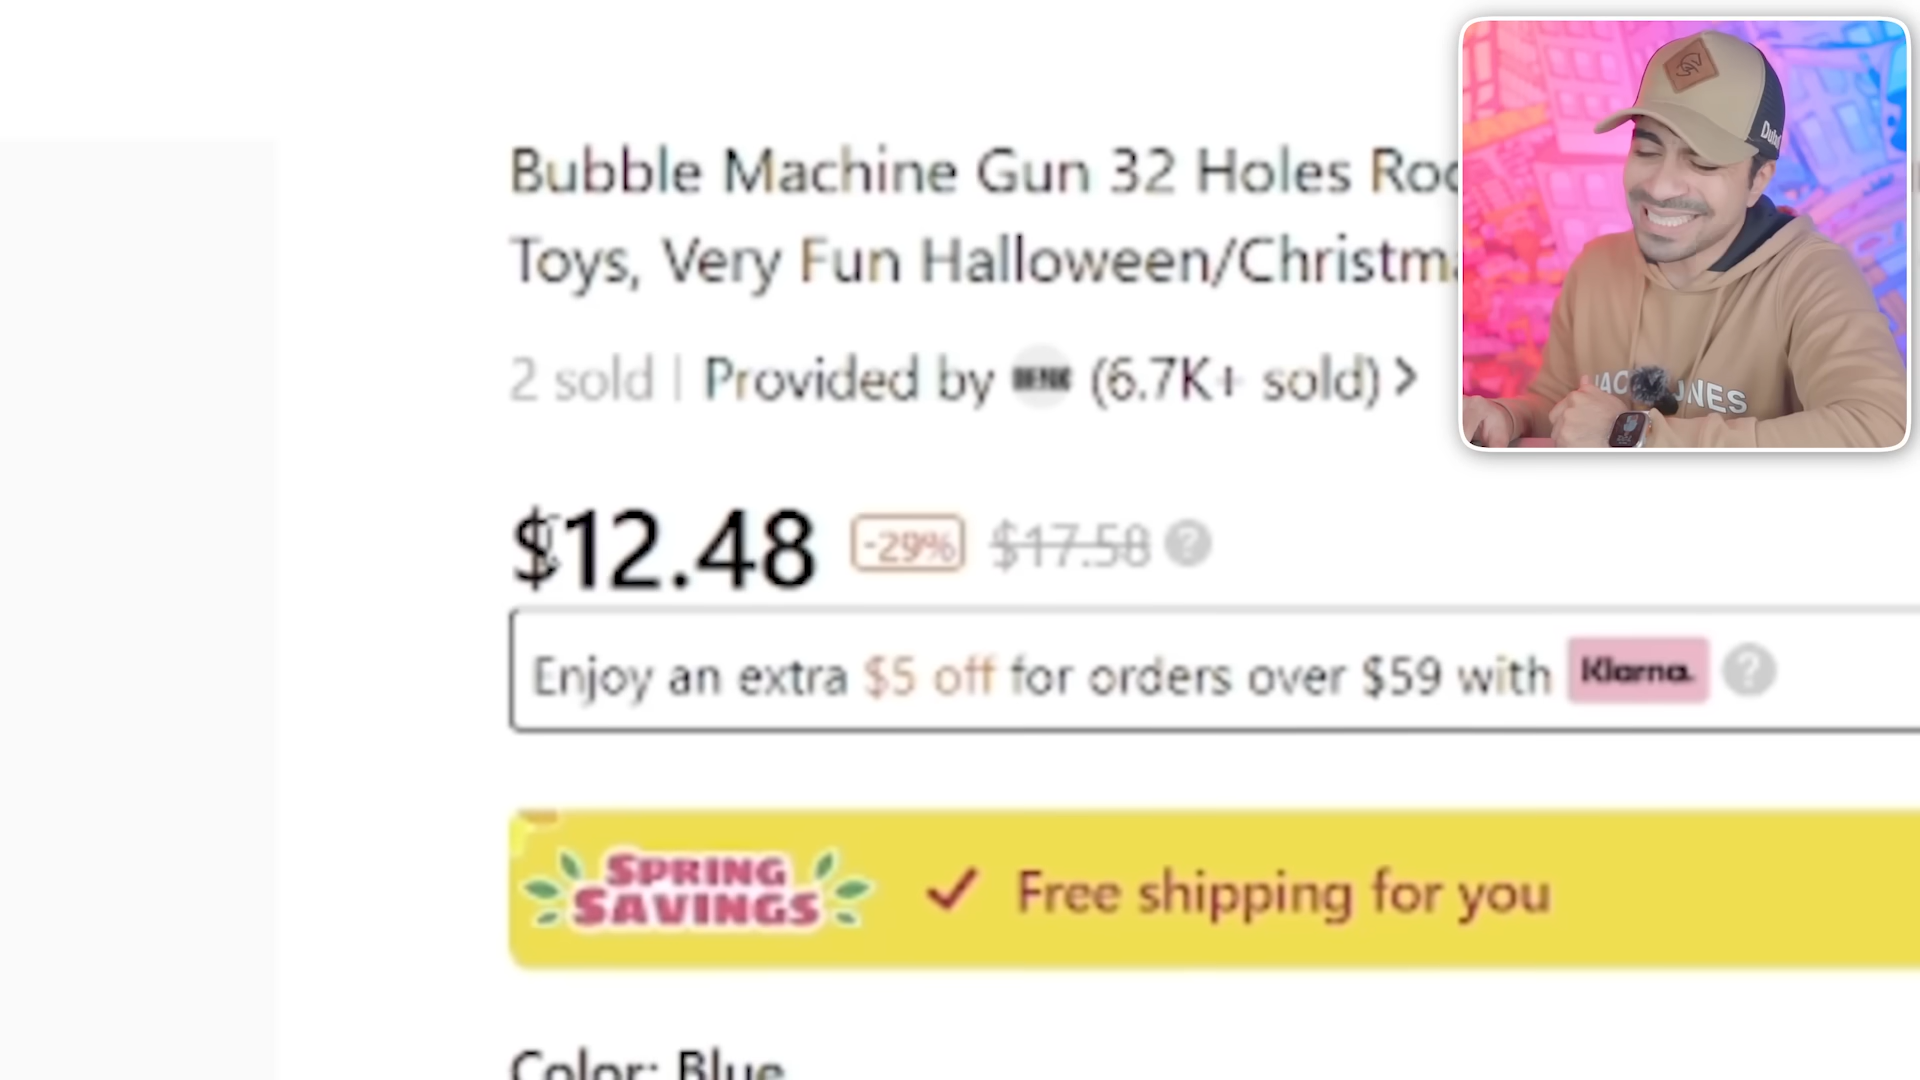 Bubble Machine Gun 32 Holes
Toys, Very Fun Halloween/Christm
2 sold | Provided by (6.7K+ sold) >
$12.48 -29% $17.58 ?
Enjoy an extra $5 off for orders over $59 with Klarna. ?
SPRING
SAVINGS
✓ Free shipping for you
Color: Blue
JACK JONES